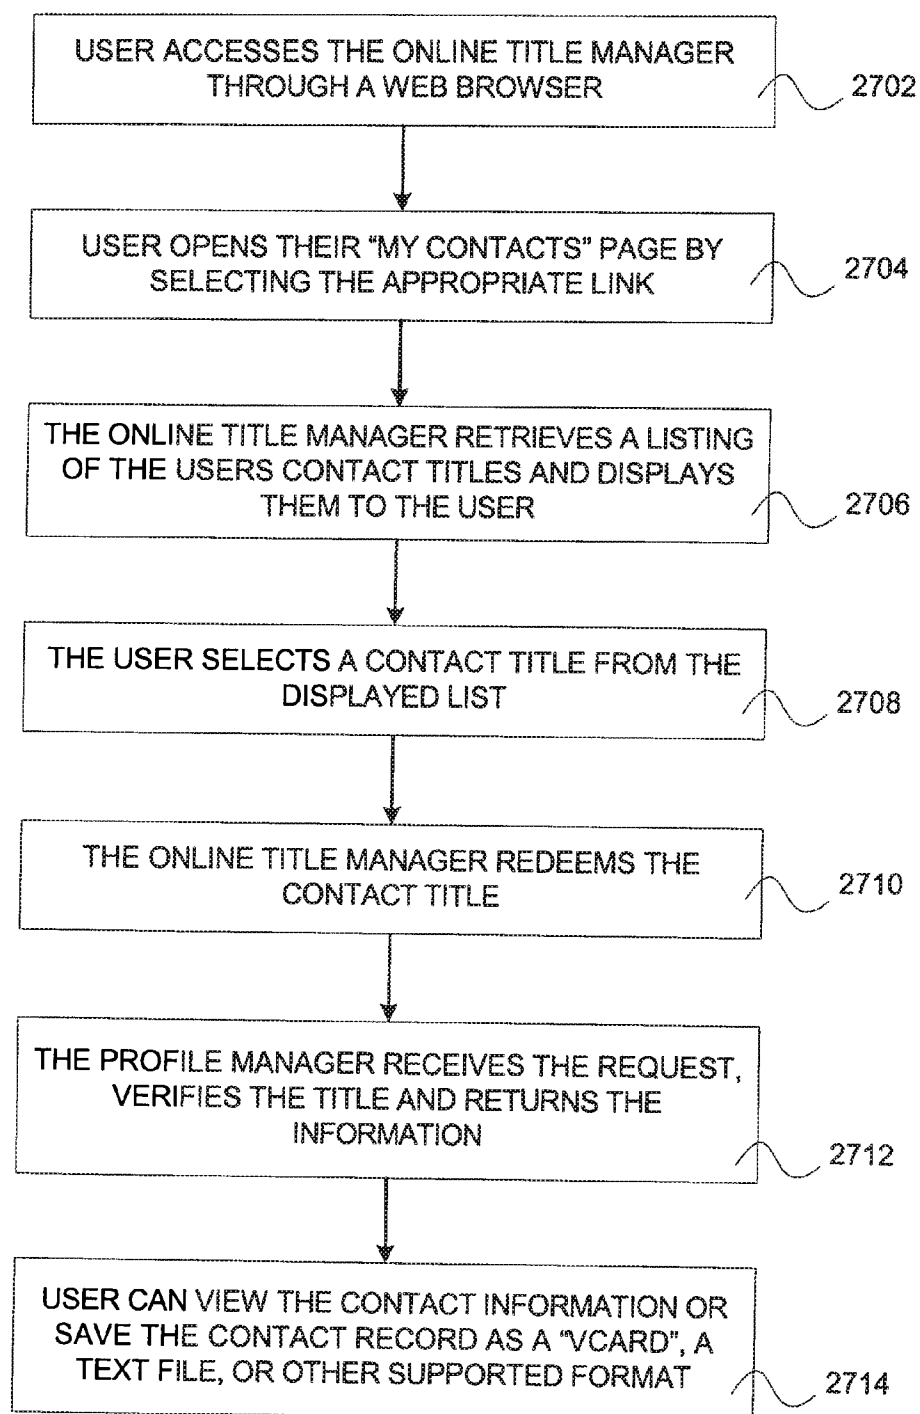 USER ACCESSES THE ONLINE TITLE MANAGER
THROUGH A WEB BROWSER
2702
USER OPENS THEIR “MY CONTACTS” PAGE BY
SELECTING THE APPROPRIATE LINK
2704
THE ONLINE TITLE MANAGER RETRIEVES A LISTING
OF THE USERS CONTACT TITLES AND DISPLAYS
THEM TO THE USER
2706
THE USER SELECTS A CONTACT TITLE FROM THE
DISPLAYED LIST
2708
THE ONLINE TITLE MANAGER REDEEMS THE
CONTACT TITLE
2710
THE PROFILE MANAGER RECEIVES THE REQUEST,
VERIFIES THE TITLE AND RETURNS THE
INFORMATION
2712
USER CAN VIEW THE CONTACT INFORMATION OR
SAVE THE CONTACT RECORD AS A “VCARD”, A
TEXT FILE, OR OTHER SUPPORTED FORMAT
2714